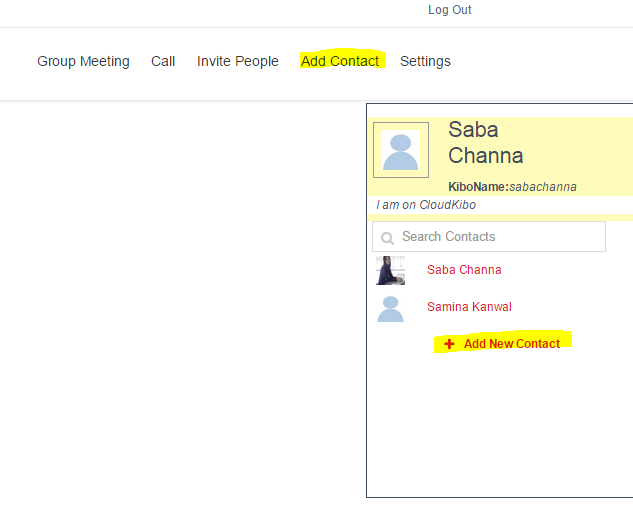 Log Out
Group Meeting Call Invite People Add Contact Settings
Saba
Channa
KiboName:sabachanna
I am on CloudKibo
Search Contacts
Saba Channa
Samina Kanwal
Add New Contact